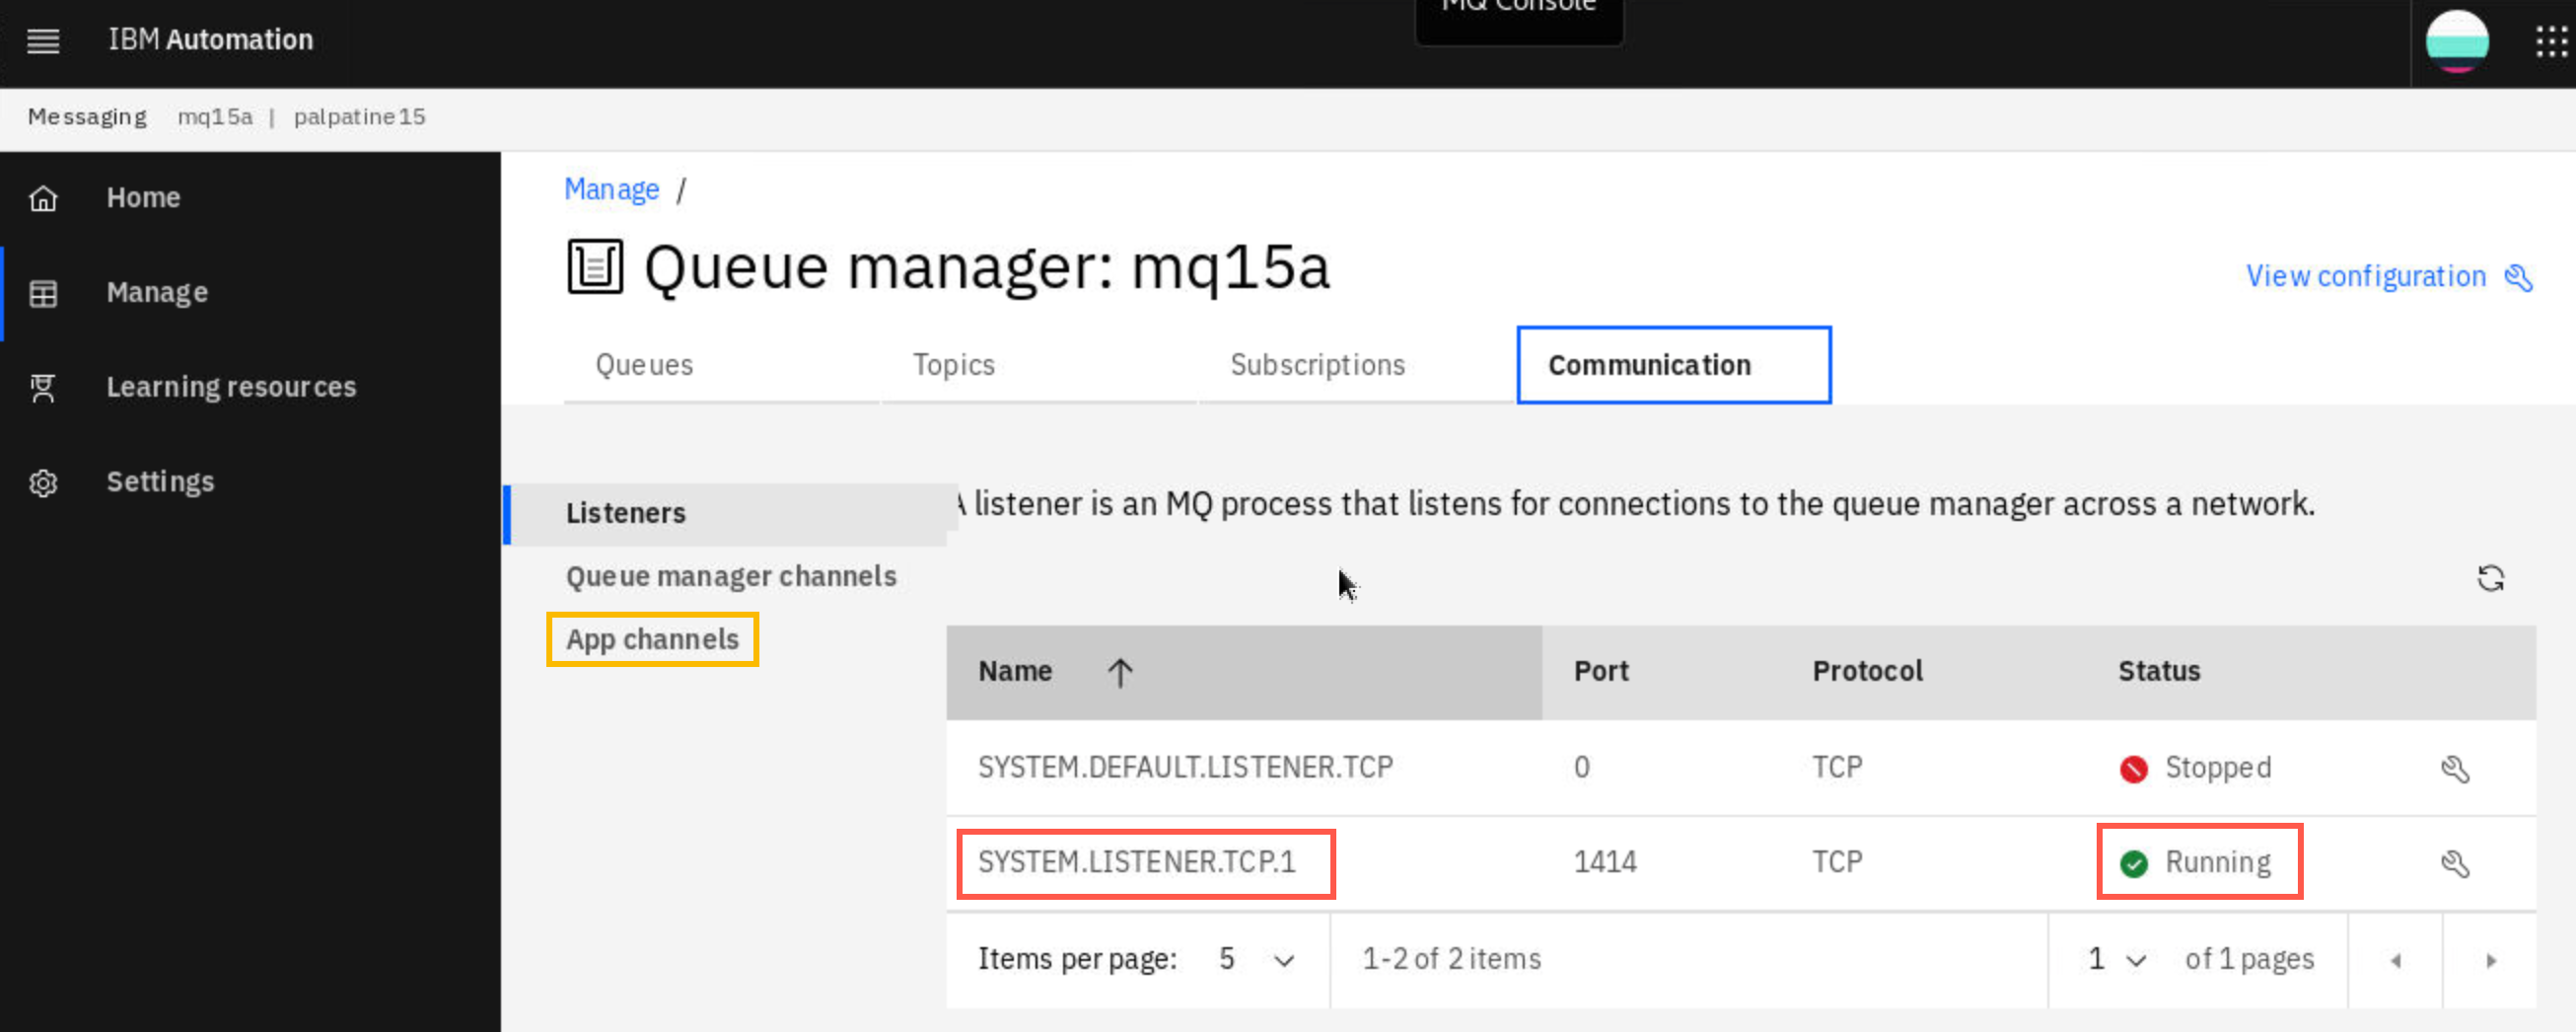 MQ Console
IBM Automation
Messaging mq15a | palpatine15
Home
Manage
Learning resources
Settings
Manage /
Queue manager: mq15a
View configuration
Queues Topics Subscriptions Communication
Listeners
Queue manager channels
App channels
A listener is an MQ process that listens for connections to the queue manager across a network.
Name Port Protocol Status
SYSTEM.DEFAULT.LISTENER.TCP 0 TCP Stopped
SYSTEM.LISTENER.TCP.1 1414 TCP Running
Items per page: 5 1-2 of 2 items 1 of 1 pages